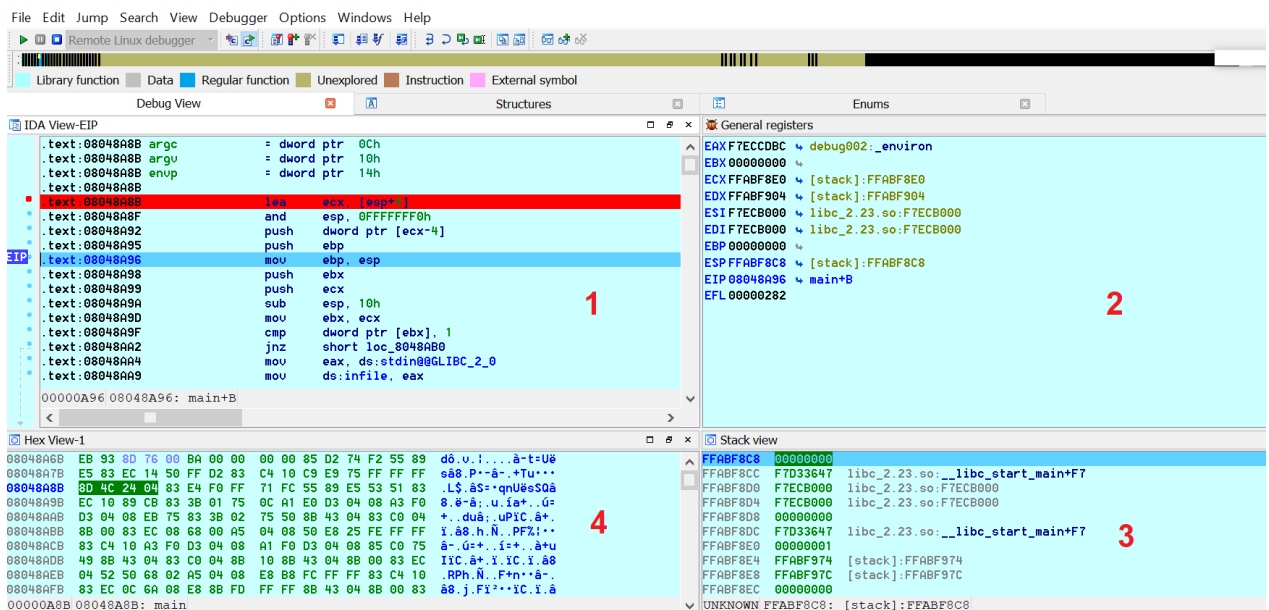 File Edit Jump Search View Debugger Options Windows Help
Remote Linux debugger
Library function Data Regular function Unexplored Instruction External symbol
Debug View Structures Enums
IDA View-EIP
.text:08048A8B argc = dword ptr 0Ch
.text:08048A8B argv = dword ptr 10h
.text:08048A8B envp = dword ptr 14h
.text:08048A8B
.text:08048A8B lea ecx, [esp+4]
.text:08048A8F and esp, 0FFFFFFF0h
.text:08048A92 push dword ptr [ecx-4]
.text:08048A95 push ebp
EIP .text:08048A96 mov ebp, esp
.text:08048A98 push ebx
.text:08048A99 push ecx
.text:08048A9A sub esp, 10h
.text:08048A9D mov ebx, ecx
.text:08048A9F cmp dword ptr [ebx], 1
.text:08048AA2 jnz short loc_8048AB0
.text:08048AA4 mov eax, ds:stdin@@GLIBC_2_0
.text:08048AA9 mov ds:infile, eax
00000A96 08048A96: main+B
1
General registers
EAX F7ECCDBC debug002:_environ
EBX 00000000
ECX FFABF8E0 [stack]:FFABF8E0
EDX FFABF904 [stack]:FFABF904
ESI F7ECB000 libc_2.23.so:F7ECB000
EDI F7ECB000 libc_2.23.so:F7ECB000
EBP 00000000
ESP FFABF8C8 [stack]:FFABF8C8
EIP 08048A96 main+B
EFL 00000282
2
Hex View-1
08048A6B EB 93 8D 76 00 BA 00 00 00 00 85 D2 74 F2 55 89
08048A7B E5 83 EC 14 50 FF D2 83 C4 10 C9 E9 75 FF FF FF
08048A8B 8D 4C 24 04 83 E4 F0 FF 71 FC 55 89 E5 53 51 83
08048A9B EC 10 89 CB 83 3B 01 75 0C A1 E0 D3 04 08 A3 F0
08048AAB D3 04 08 EB 75 83 3B 02 75 50 8B 43 04 83 C0 04
08048ABB 8B 00 83 EC 08 68 00 A5 04 08 50 E8 25 FE FF FF
08048ACB 83 C4 10 A3 F0 D3 04 08 A1 F0 D3 04 08 85 C0 75
08048ADB 49 8B 43 04 83 C0 04 8B 10 8B 43 04 8B 00 83 EC
08048AEB 04 52 50 68 02 A5 04 08 E8 B8 FC FF FF 83 C4 10
08048AFB 83 EC 0C 6A 08 E8 8B FD FF FF 8B 43 04 8B 00 83
00000A8B 08048A8B: main
4
Stack view
FFABF8C8 00000000
FFABF8CC F7D33647 libc_2.23.so:__libc_start_main+F7
FFABF8D0 F7ECB000 libc_2.23.so:F7ECB000
FFABF8D4 F7ECB000 libc_2.23.so:F7ECB000
FFABF8D8 00000000
FFABF8DC F7D33647 libc_2.23.so:__libc_start_main+F7
FFABF8E0 00000001
FFABF8E4 FFABF974 [stack]:FFABF974
FFABF8E8 FFABF97C [stack]:FFABF97C
FFABF8EC 00000000
UNKNOWN FFABF8C8: [stack]:FFABF8C8
3